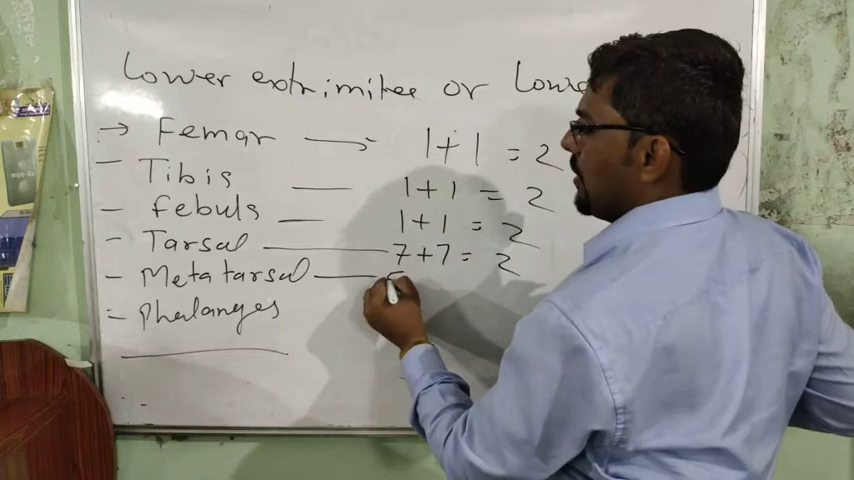 Lower extrimitee or Lowe
→ Femar → 1+1 = 2
- Tibis — 1+1 = 2
- febuls — 1+1 = 2
- Tarsal — 7+7 = 2
- Metatarsal — 5
= Phalanges